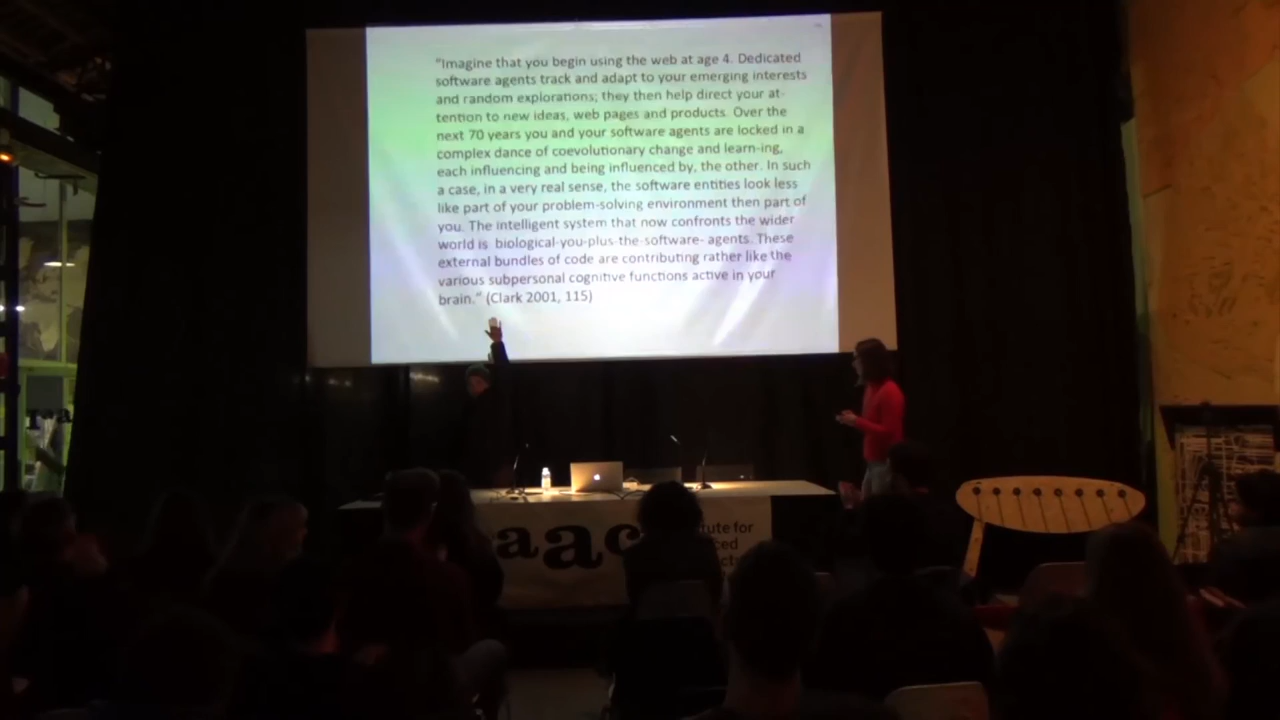 "Imagine that you begin using the web at age 4. Dedicated
software agents track and adapt to your emerging interests
and random explorations; they then help direct your at-
tention to new ideas, web pages and products. Over the
next 70 years you and your software agents are locked in a
complex dance of coevolutionary change and learn-ing,
each influencing and being influenced by, the other. In such
a case, in a very real sense, the software entities look less
like part of your problem-solving environment then part of
you. The intelligent system that now confronts the wider
world is biological-you-plus-the-software- agents. These
external bundles of code are contributing rather like the
various subpersonal cognitive functions active in your
brain." (Clark 2001, 115)
Iaa
aac
tute for
ced